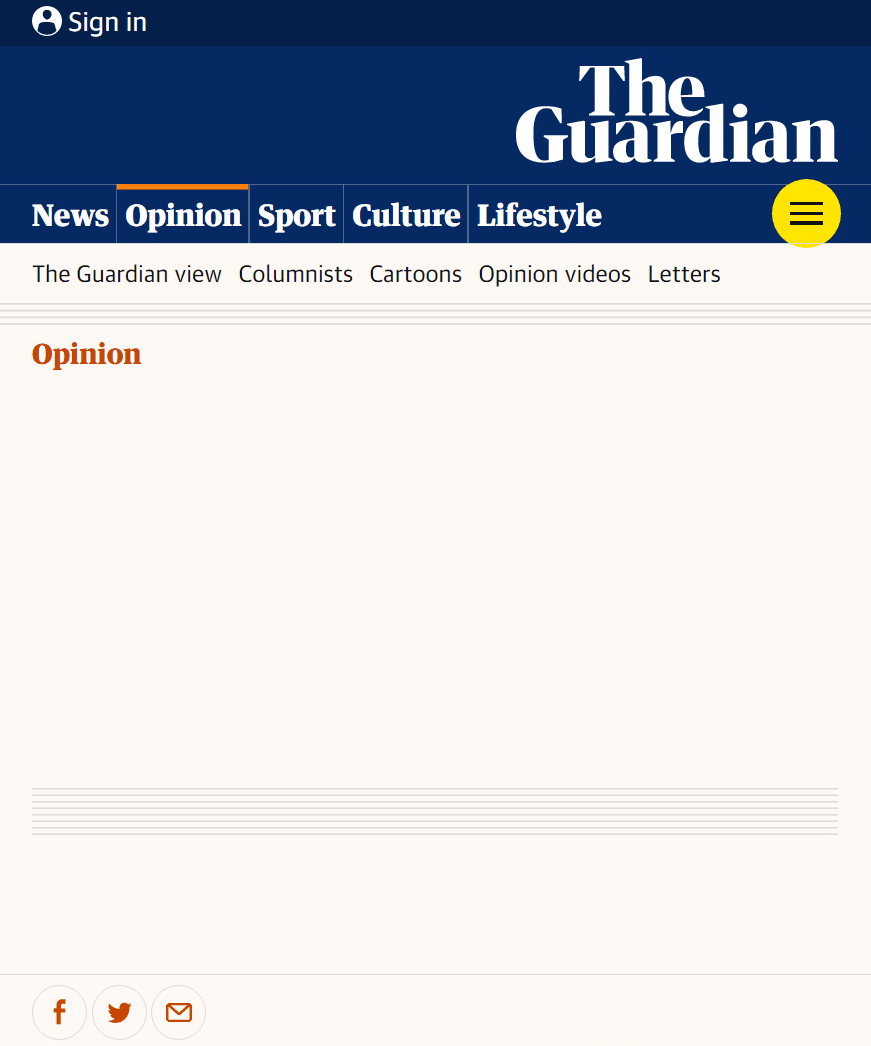 Sign in
The
Guardian
News Opinion Sport Culture Lifestyle
The Guardian view Columnists Cartoons Opinion videos Letters
Opinion